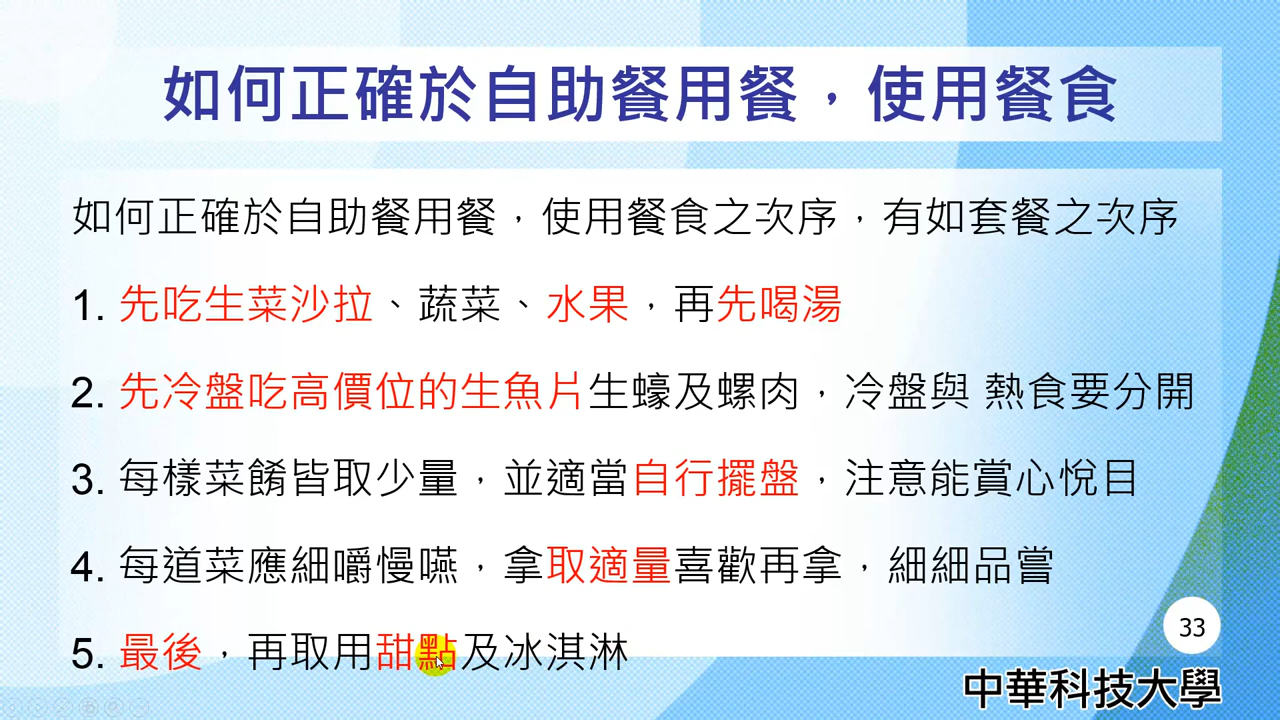 如何正確於自助餐用餐，使用餐食
如何正確於自助餐用餐，使用餐食之次序，有如套餐之次序
1. 先吃生菜沙拉、蔬菜、水果，再先喝湯
2. 先冷盤吃高價位的生魚片生蠔及螺肉，冷盤與 熱食要分開
3. 每樣菜餚皆取少量，並適當自行擺盤，注意能賞心悅目
4. 每道菜應細嚼慢嚥，拿取適量喜歡再拿，細細品嘗
5. 最後，再取用甜點及冰淇淋
33
中華科技大學